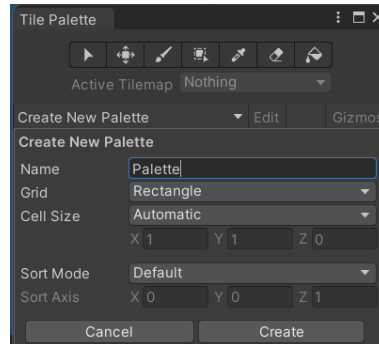 Tile Palette
Active Tilemap Nothing
Create New Palette Edit Gizmos
Create New Palette
Name Palette
Grid Rectangle
Cell Size Automatic
X 1 Y 1 Z 0
Sort Mode Default
Sort Axis X 0 Y 0 Z 1
Cancel Create